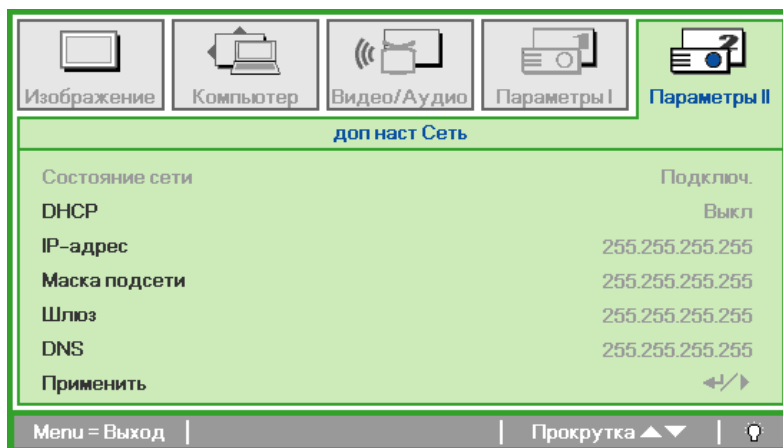 Изображение
Компьютер
Видео/Аудио
Параметры I
Параметры II
доп наст Сеть
Состояние сети Подключ.
DHCP Выкл
IP-адрес 255.255.255.255
Маска подсети 255.255.255.255
Шлюз 255.255.255.255
DNS 255.255.255.255
Применить
Menu = Выход Прокрутка